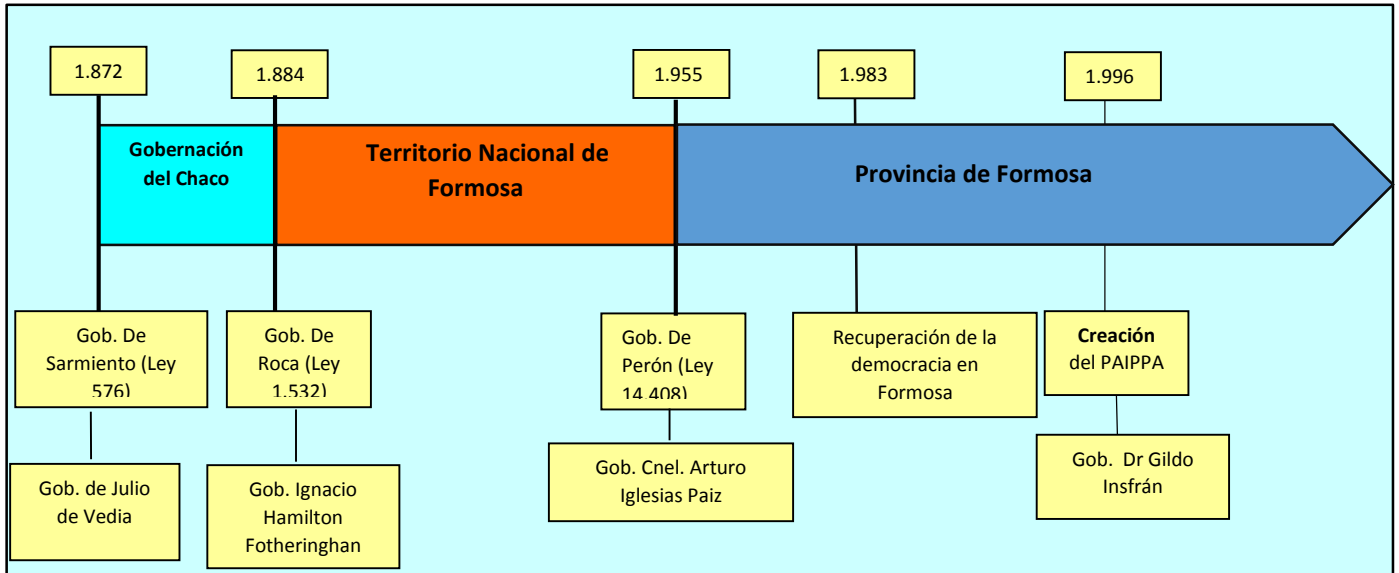 1.872
1.884
1.955
1.983
1.996
Gobernación
del Chaco
Territorio Nacional de
Formosa
Provincia de Formosa
Gob. De
Sarmiento (Ley
576)
Gob. De
Roca (Ley
1.532)
Gob. De
Perón (Ley
14.408)
Recuperación de la
democracia en
Formosa
Creación
del PAIPPA
Gob. de Julio
de Vedia
Gob. Ignacio
Hamilton
Fotheringhan
Gob. Cnel. Arturo
Iglesias Paiz
Gob. Dr Gildo
Insfrán